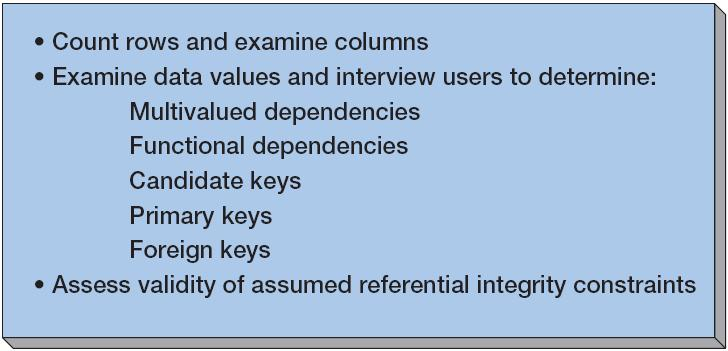 • Count rows and examine columns
• Examine data values and interview users to determine:
Multivalued dependencies
Functional dependencies
Candidate keys
Primary keys
Foreign keys
• Assess validity of assumed referential integrity constraints